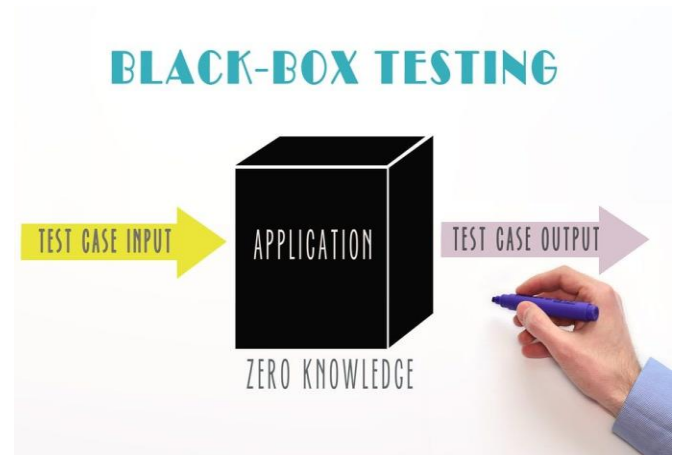 BLACK-BOX TESTING
TEST CASE INPUT
APPLICATION
TEST CASE OUTPUT
ZERO KNOWLEDGE